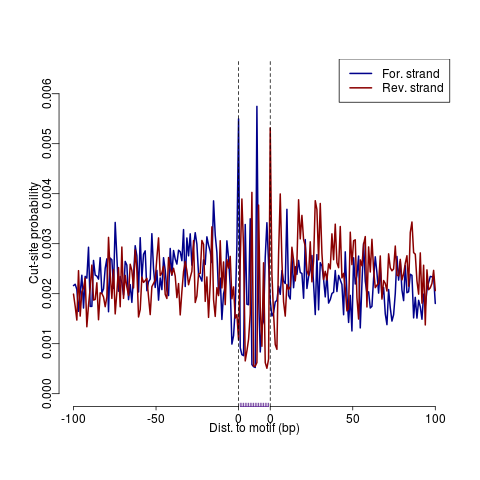 For. strand
Rev. strand
Cut-site probability
0.006
0.005
0.004
0.003
0.002
0.001
0.000
-100 -50 0 0 50 100
Dist. to motif (bp)